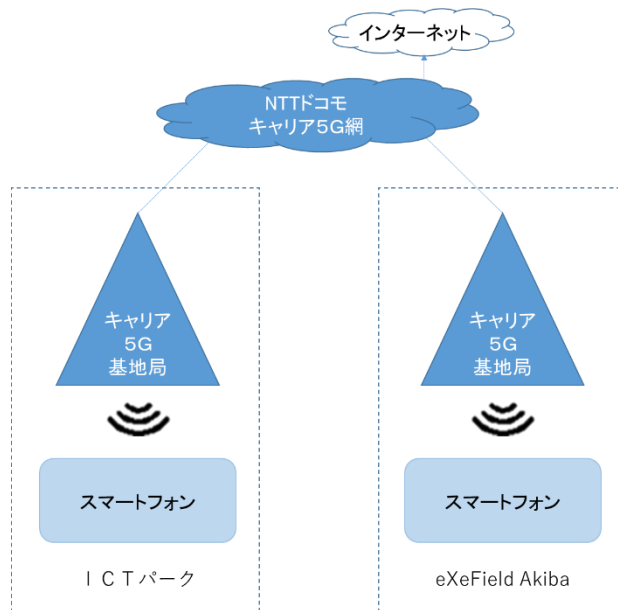 インターネット
NTTドコモ
キャリア5G網
キャリア
5G
基地局
キャリア
5G
基地局
スマートフォン
スマートフォン
ＩＣＴパーク
eXeField Akiba